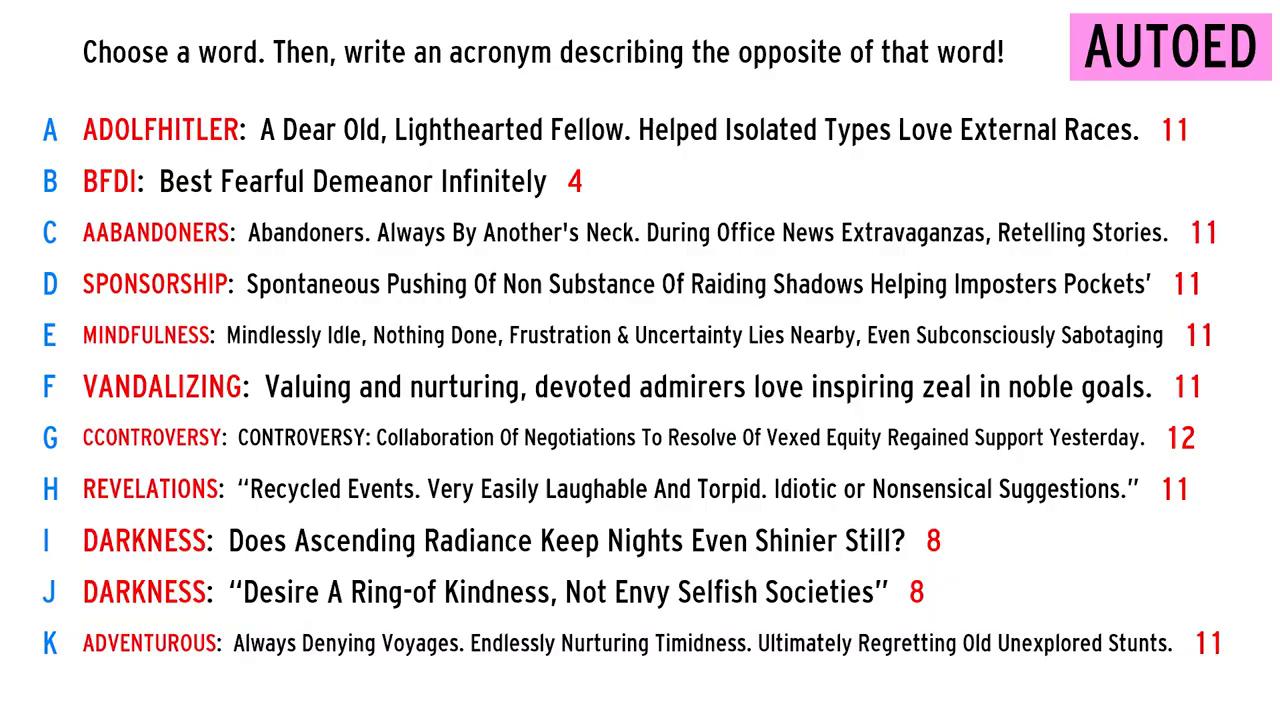 Choose a word. Then, write an acronym describing the opposite of that word!
AUTOED
A ADOLFHITLER: A Dear Old, Lighthearted Fellow. Helped Isolated Types Love External Races. 11
B BFDI: Best Fearful Demeanor Infinitely 4
C AABANDONERS: Abandoners. Always By Another's Neck. During Office News Extravaganzas, Retelling Stories. 11
D SPONSORSHIP: Spontaneous Pushing Of Non Substance Of Raiding Shadows Helping Imposters Pockets’ 11
E MINDFULNESS: Mindlessly Idle, Nothing Done, Frustration & Uncertainty Lies Nearby, Even Subconsciously Sabotaging 11
F VANDALIZING: Valuing and nurturing, devoted admirers love inspiring zeal in noble goals. 11
G CCONTROVERSY: CONTROVERSY: Collaboration Of Negotiations To Resolve Of Vexed Equity Regained Support Yesterday. 12
H REVELATIONS: “Recycled Events. Very Easily Laughable And Torpid. Idiotic or Nonsensical Suggestions.” 11
I DARKNESS: Does Ascending Radiance Keep Nights Even Shinier Still? 8
J DARKNESS: “Desire A Ring-of Kindness, Not Envy Selfish Societies” 8
K ADVENTUROUS: Always Denying Voyages. Endlessly Nurturing Timidness. Ultimately Regretting Old Unexplored Stunts. 11